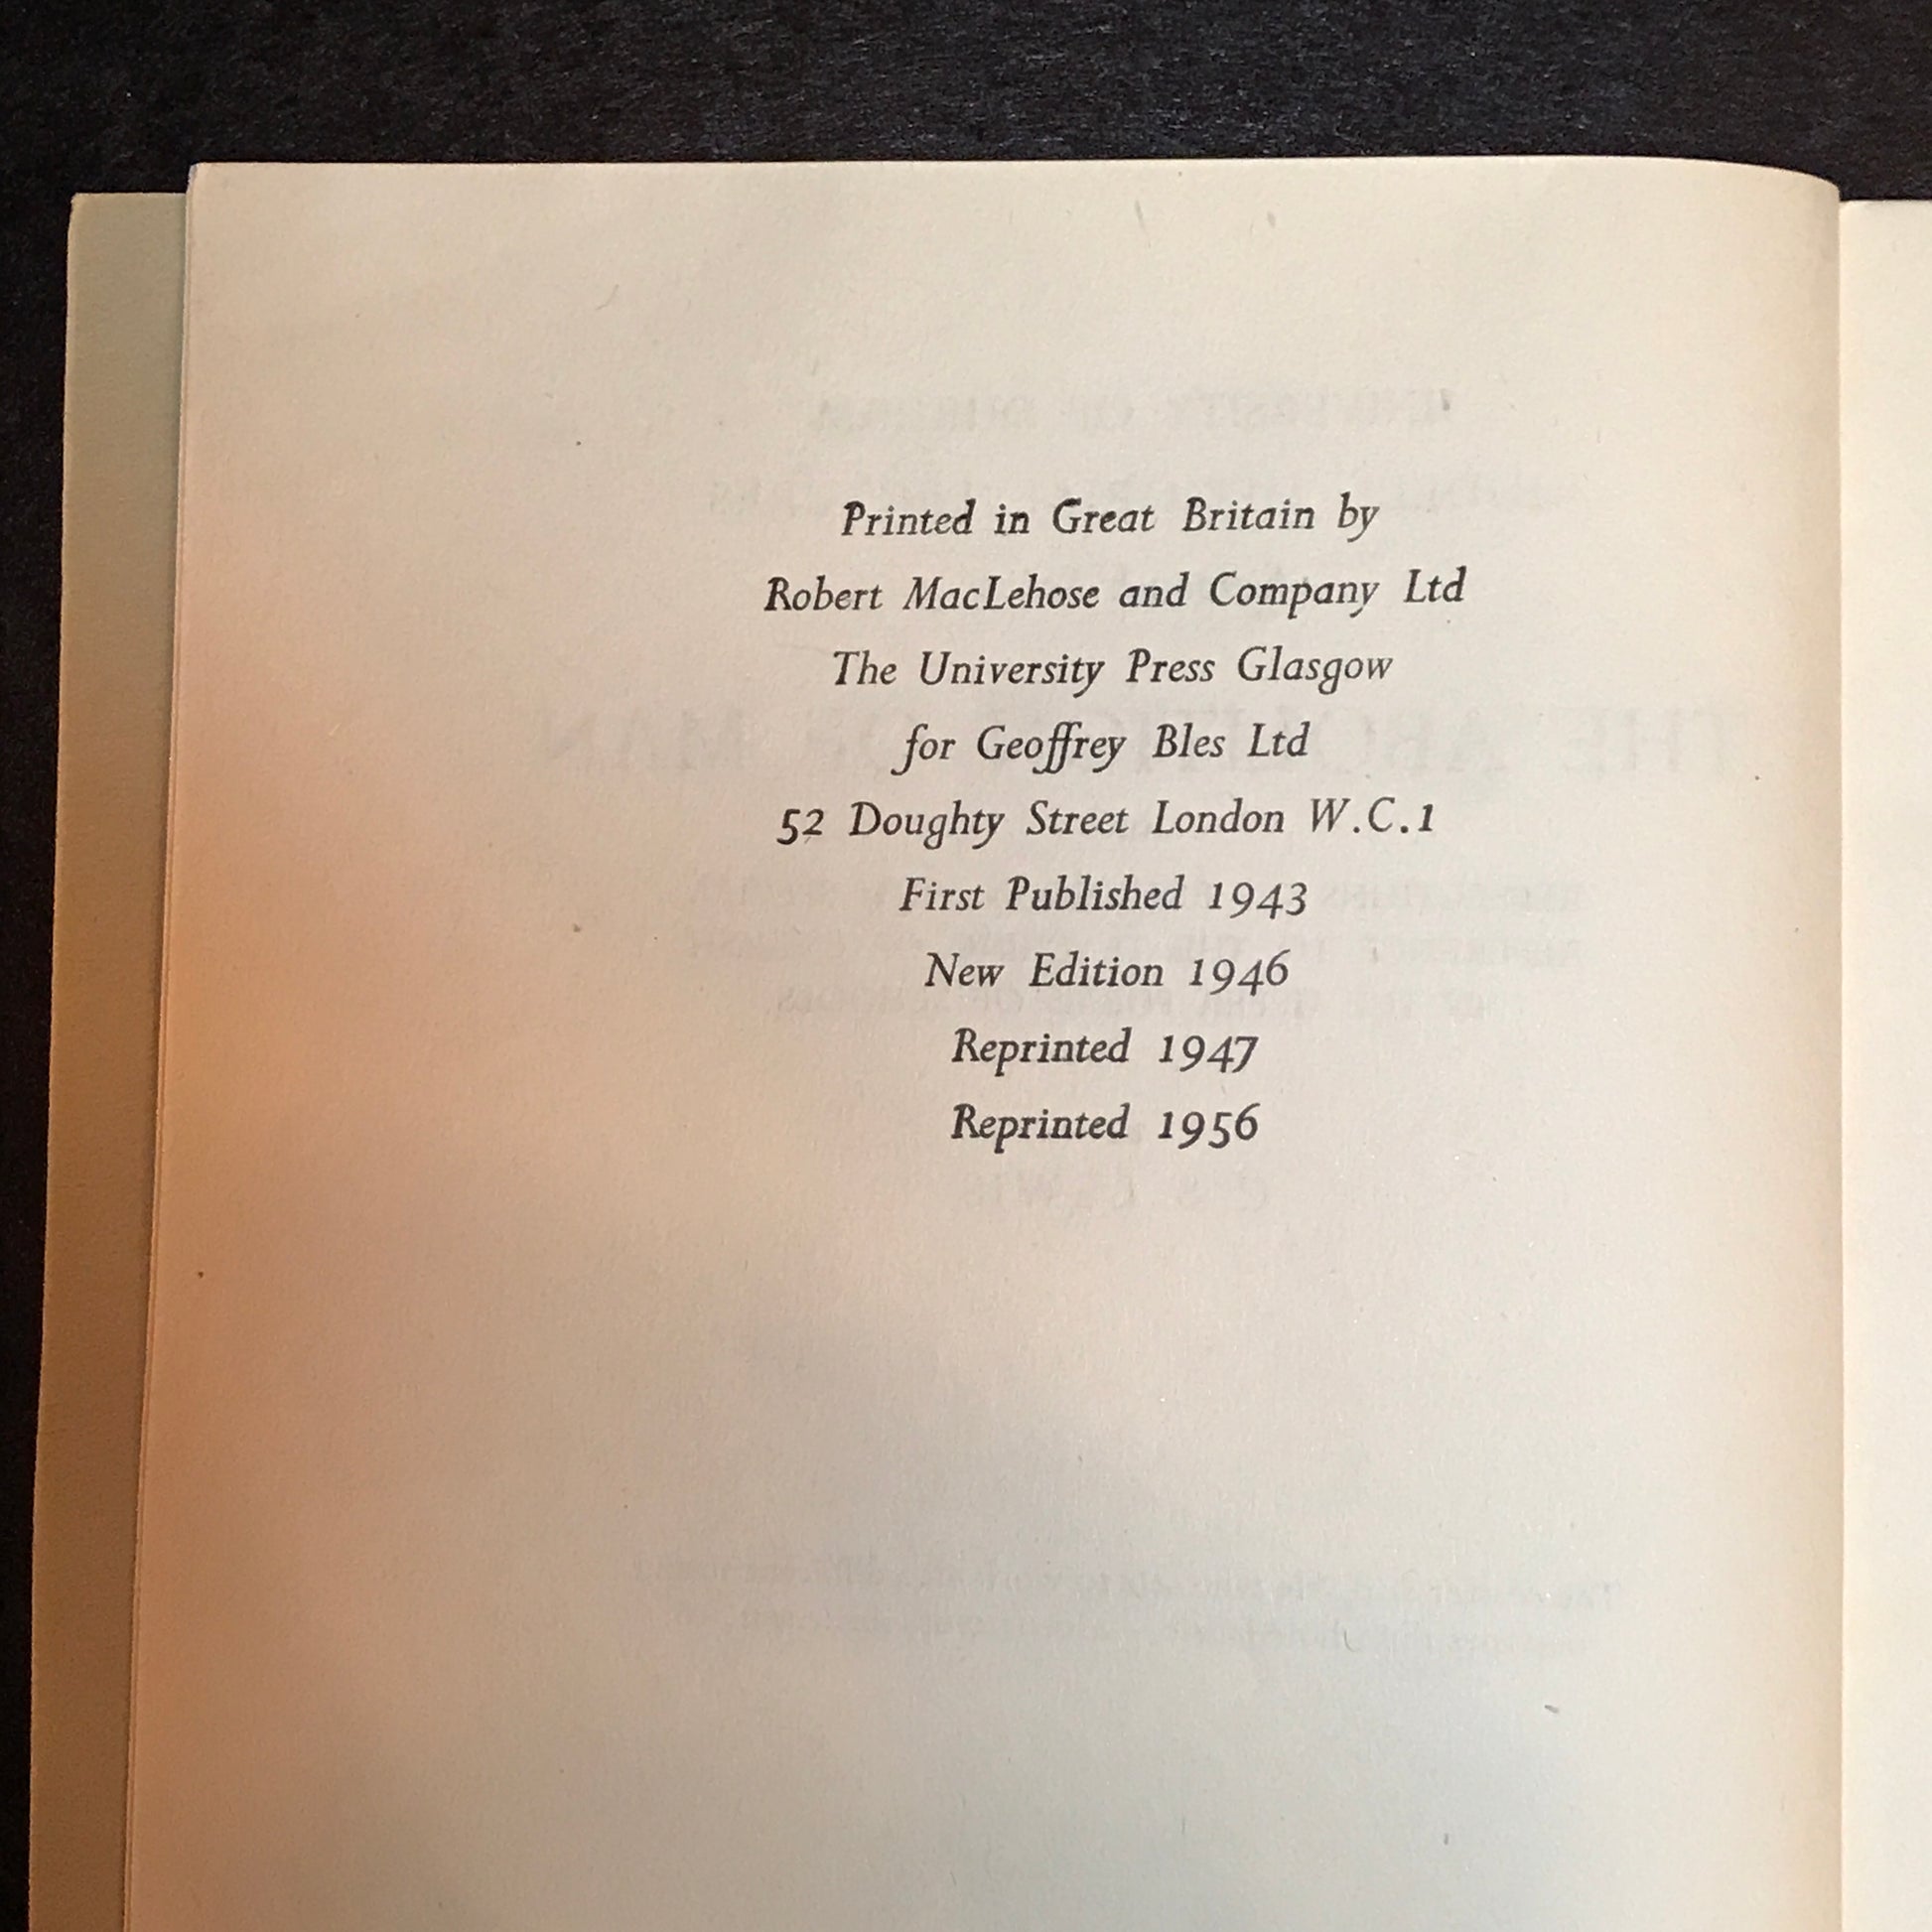 Printed in Great Britain by
Robert MacLehose and Company Ltd
The University Press Glasgow
for Geoffrey Bles Ltd
52 Doughty Street London W.C.1
First Published 1943
New Edition 1946
Reprinted 1947
Reprinted 1956